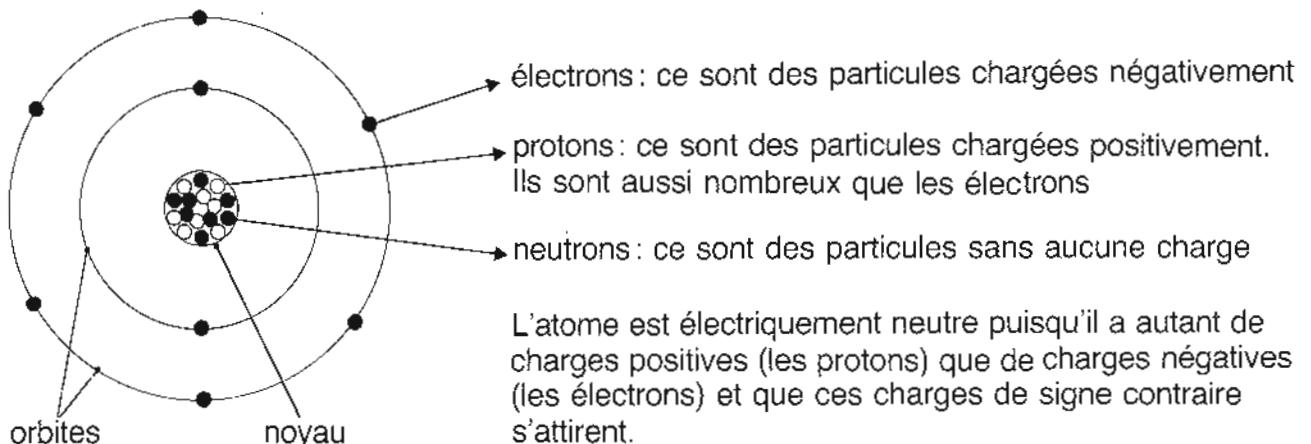 électrons : ce sont des particules chargées négativement
protons : ce sont des particules chargées positivement.
Ils sont aussi nombreux que les électrons
neutrons : ce sont des particules sans aucune charge
L'atome est électriquement neutre puisqu'il a autant de
charges positives (les protons) que de charges négatives
(les électrons) et que ces charges de signe contraire
s'attirent.
orbites
noyau